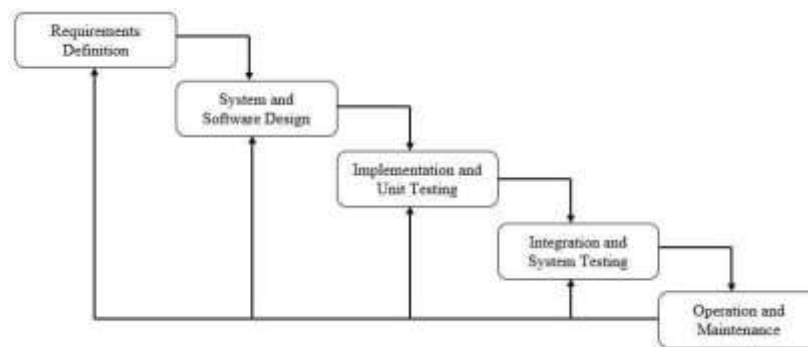 Requirements
Definition
System and
Software Design
Implementation and
Unit Testing
Integration and
System Testing
Operation and
Maintenance